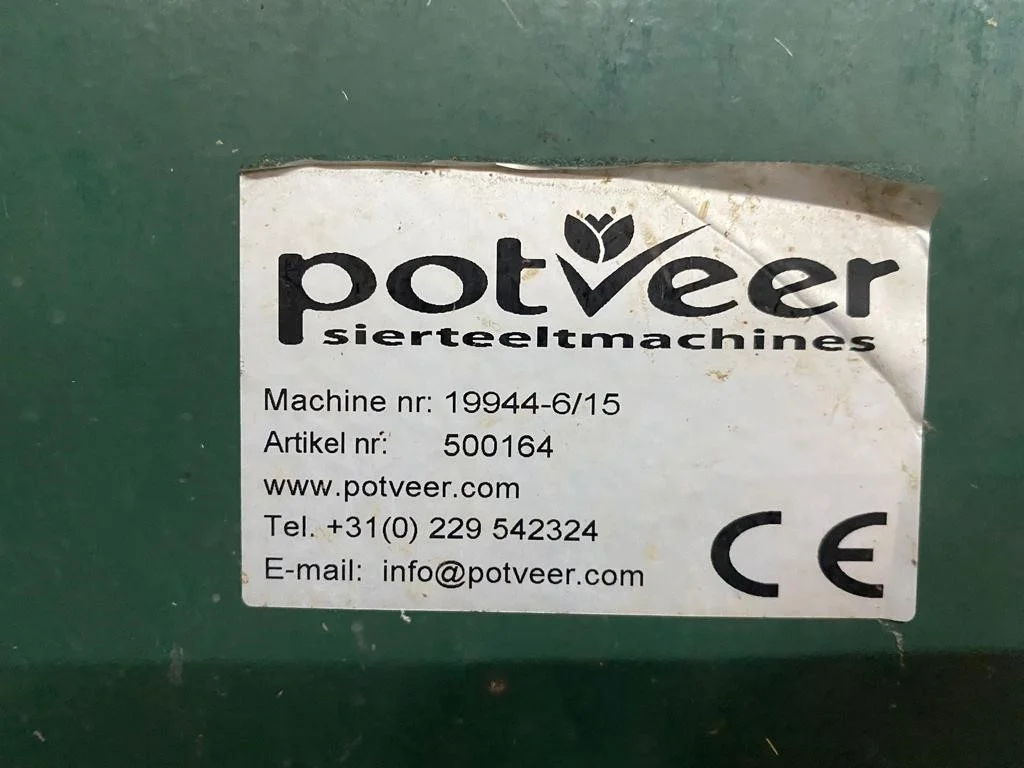 potveer
sierteeltmachines
Machine nr: 19944-6/15
Artikel nr: 500164
www.potveer.com
Tel. +31(0) 229 542324
E-mail: info@potveer.com
CE